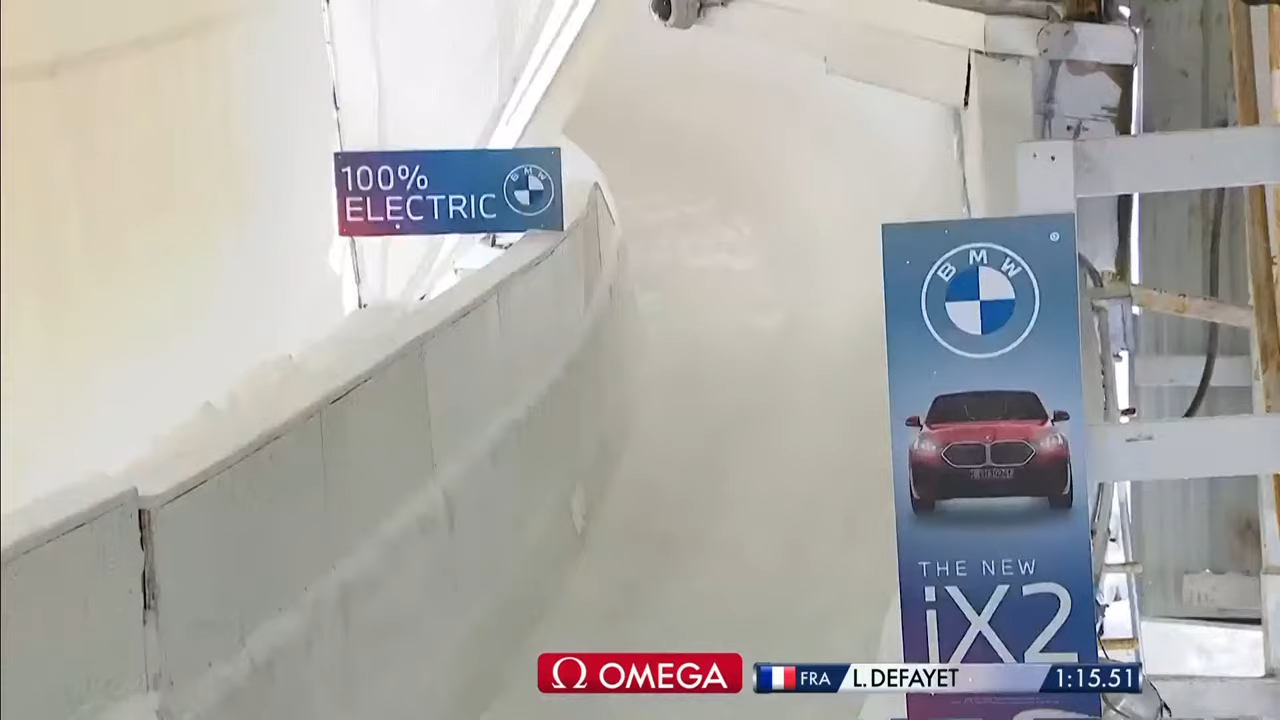 100%
ELECTRIC
BMW
BMW
THE NEW
iX2
Ω OMEGA
FRA L. DEFAYET 1:15.51